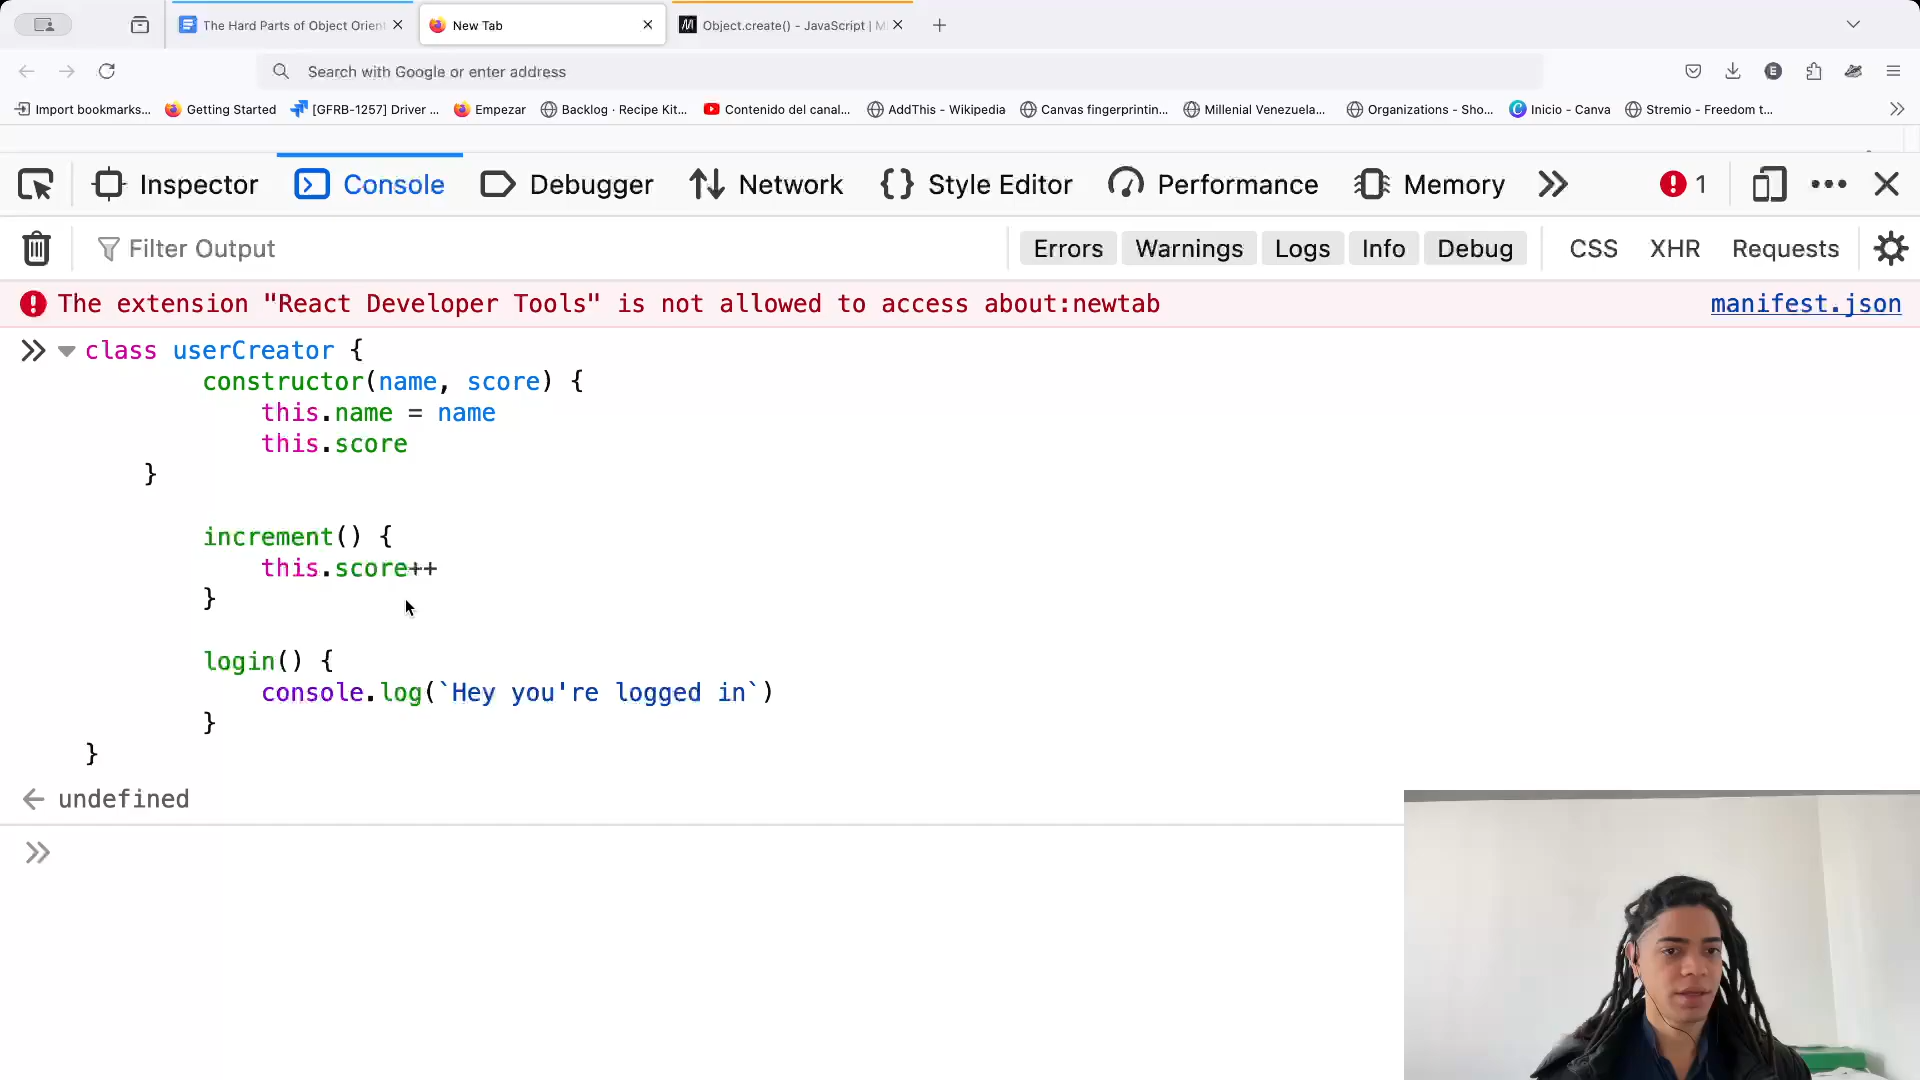 The Hard Parts of Object Orien
New Tab
Object.create() - JavaScript | M
Search with Google or enter address
E
Import bookmarks...
Getting Started
[GFRB-1257] Driver ...
Empezar
Backlog · Recipe Kit...
Contenido del canal...
AddThis - Wikipedia
Canvas fingerprintin...
Millenial Venezuela...
Organizations - Sho...
Inicio - Canva
Stremio - Freedom t...
Inspector
Console
Debugger
Network
Style Editor
Performance
Memory
1
Filter Output
Errors
Warnings
Logs
Info
Debug
CSS
XHR
Requests
The extension "React Developer Tools" is not allowed to access about:newtab
manifest.json
class userCreator {
constructor(name, score) {
this.name = name
this.score
}
increment() {
this.score++
}
login() {
console.log(`Hey you're logged in`)
}
}
undefined